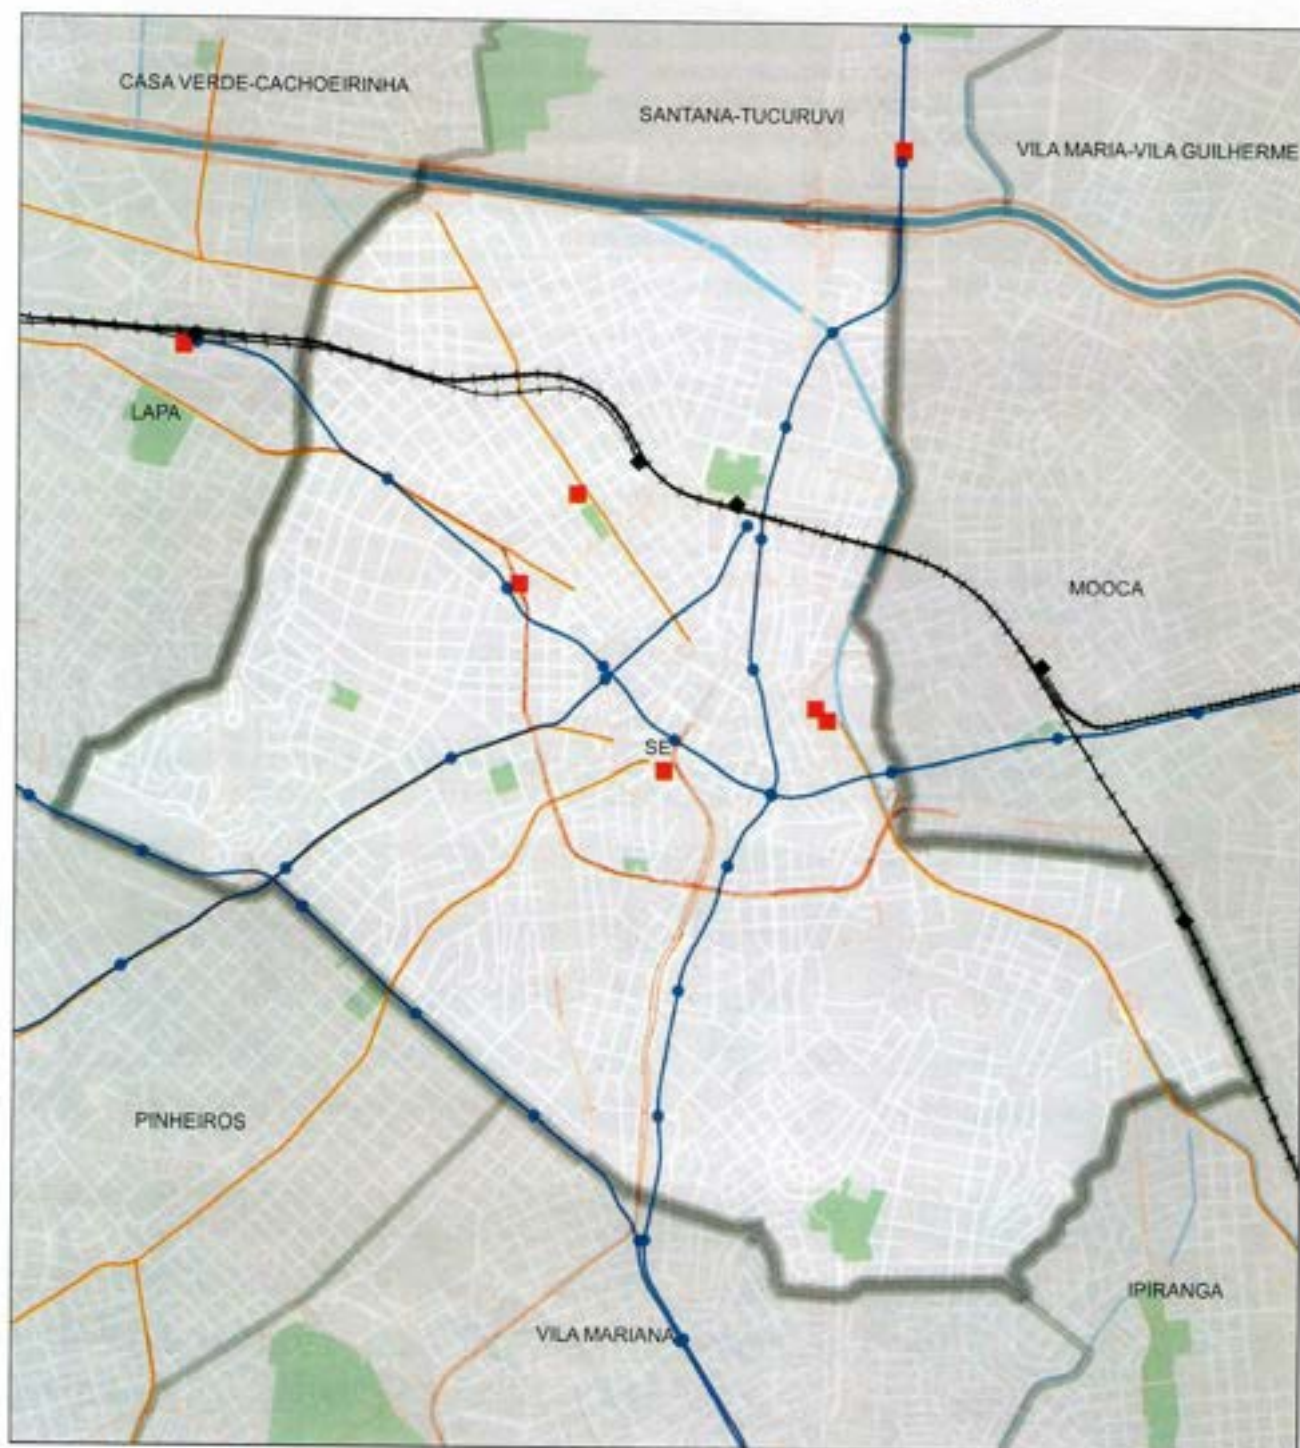 CASA VERDE-CACHOEIRINHA
SANTANA-TUCURUVI
VILA MARIA-VILA GUILHERME
LAPA
MOOCA
SE
PINHEIROS
IPIRANGA
VILA MARIANA